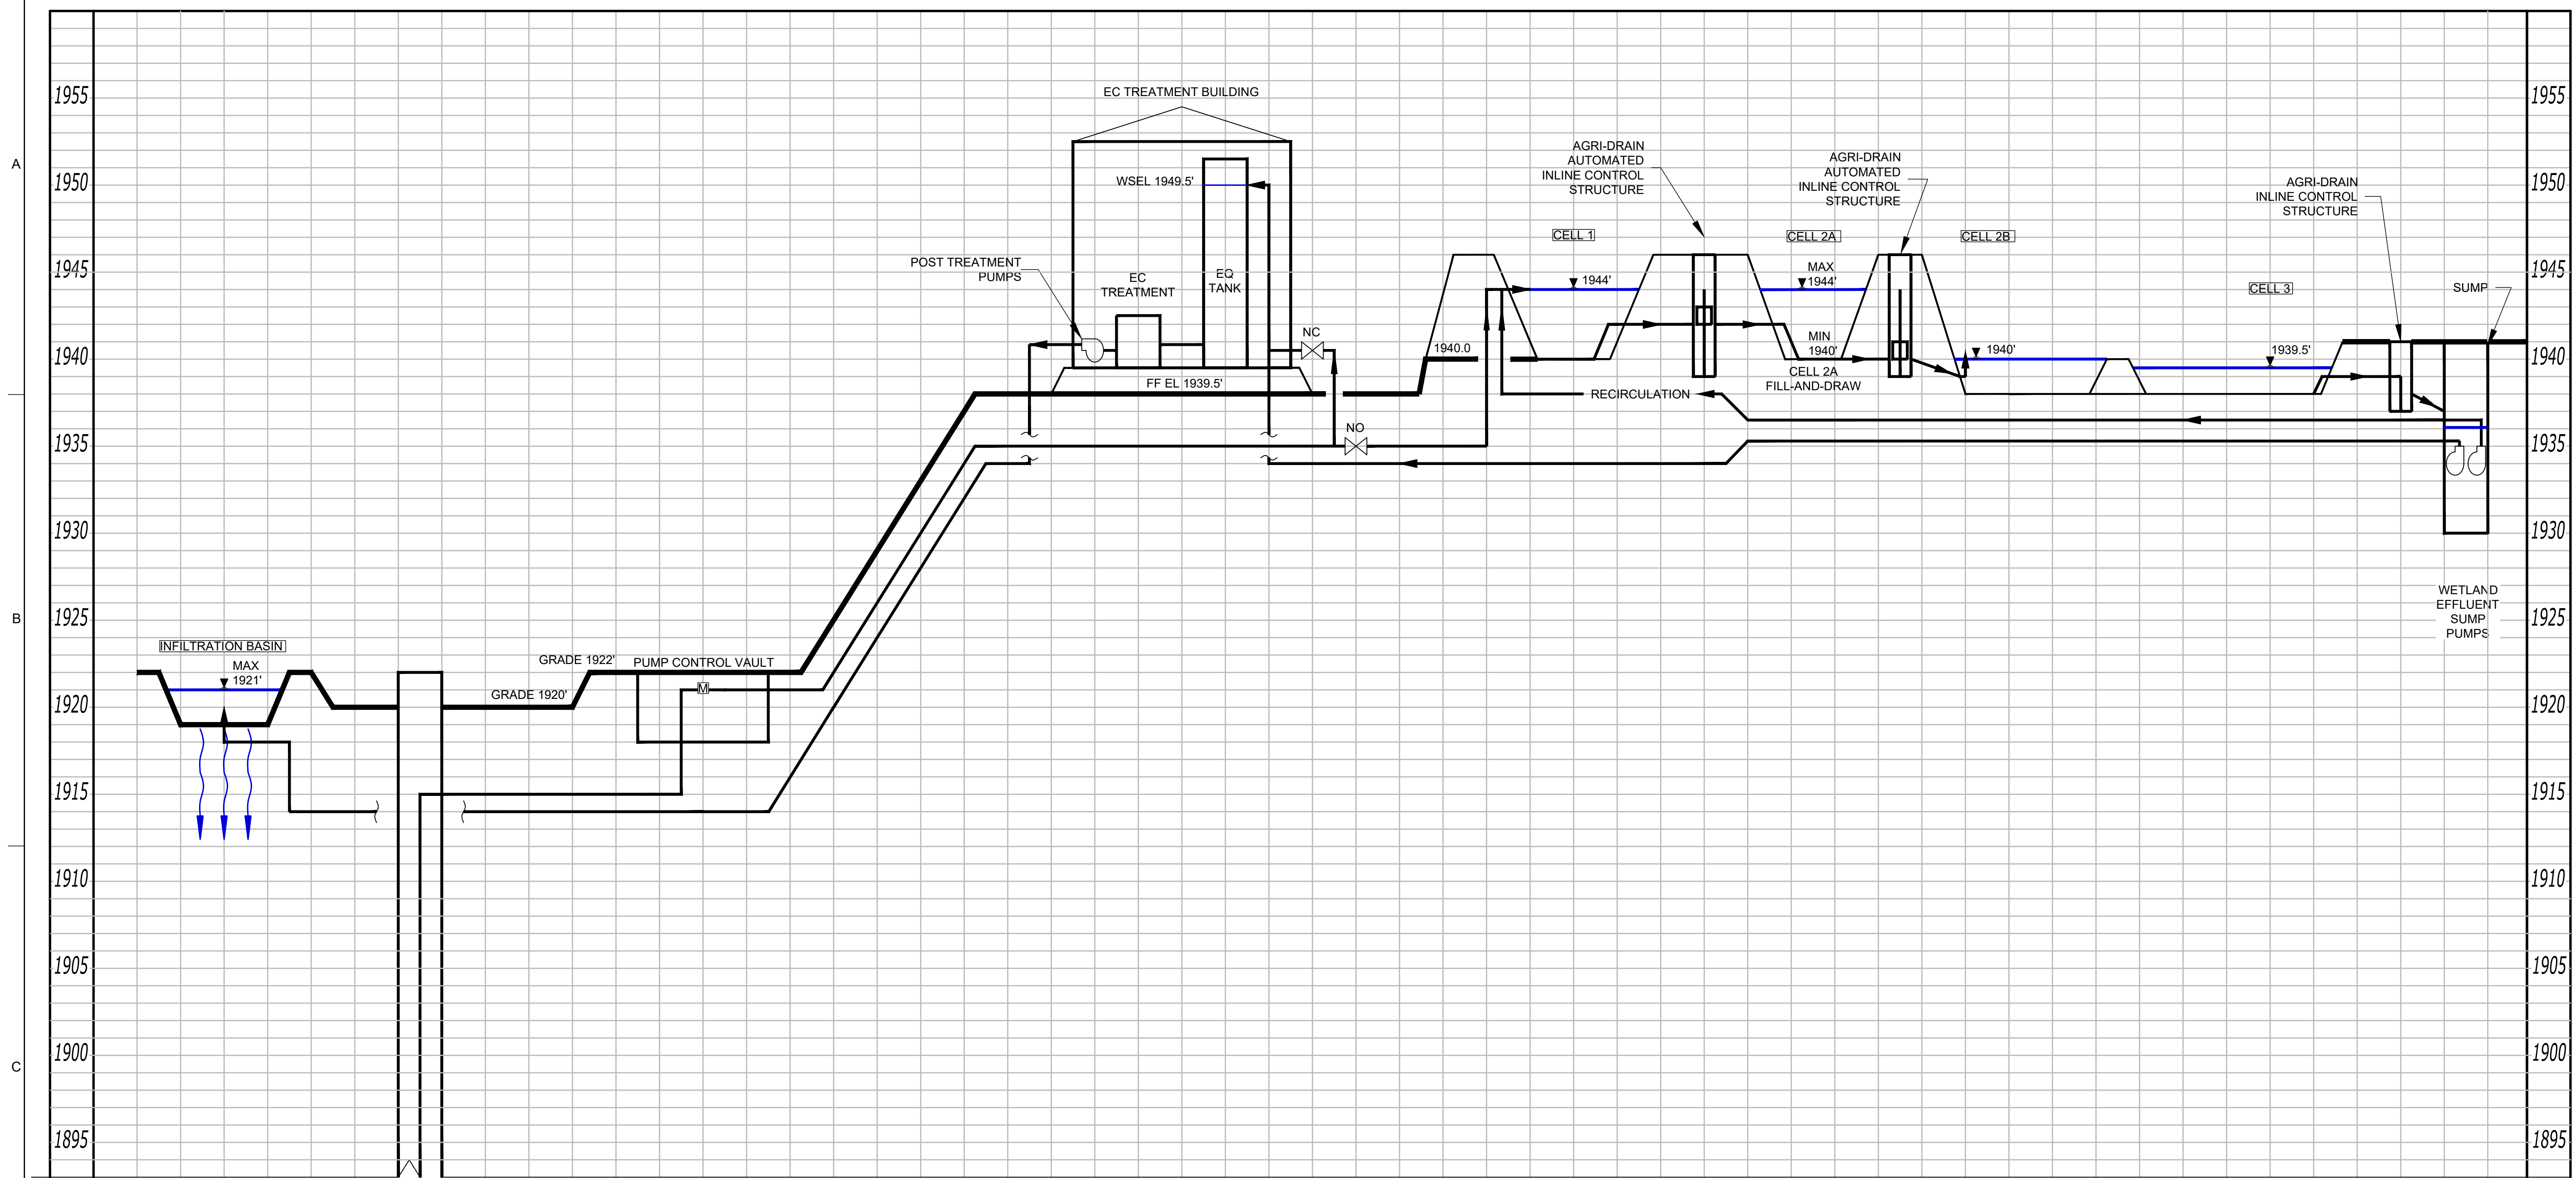 A
B
C
1955
1950
1945
1940
1935
1930
1925
1920
1915
1910
1905
1900
1895
EC TREATMENT BUILDING
WSEL 1949.5'
POST TREATMENT
PUMPS
EC
TREATMENT
EQ
TANK
NC
FF EL 1939.5'
NO
1940.0
CELL 1
1944'
AGRI-DRAIN
AUTOMATED
INLINE CONTROL
STRUCTURE
CELL 2A
MAX
1944'
MIN
1940'
CELL 2A
FILL-AND-DRAW
RECIRCULATION
AGRI-DRAIN
AUTOMATED
INLINE CONTROL
STRUCTURE
CELL 2B
1940'
AGRI-DRAIN
INLINE CONTROL
STRUCTURE
CELL 3
1939.5'
SUMP
WETLAND
EFFLUENT
SUMP
PUMPS
INFILTRATION BASIN
MAX
1921'
GRADE 1920'
GRADE 1922'
PUMP CONTROL VAULT
M
1955
1950
1945
1940
1935
1930
1925
1920
1915
1910
1905
1900
1895